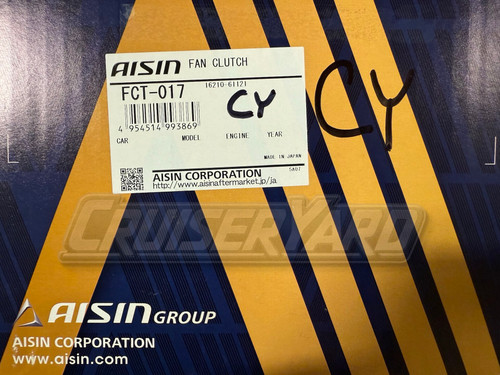 AISIN FAN CLUTCH
FCT-017 16210-61121
CY CY
4 954514 993869
CAR MODEL ENGINE YEAR
MADE IN JAPAN
AISIN CORPORATION
http://www.aisinaftermarket.jp/ja
CRUISERYARD
AISIN GROUP
AISIN CORPORATION
www.aisin.com